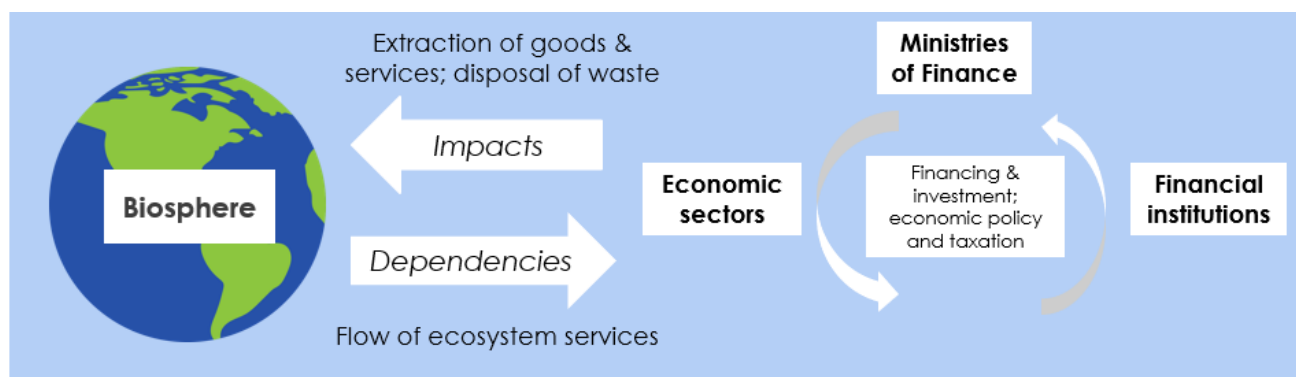 Extraction of goods &
services; disposal of waste
Impacts
Biosphere
Dependencies
Flow of ecosystem services
Ministries
of Finance
Economic
sectors
Financing &
investment;
economic policy
and taxation
Financial
institutions